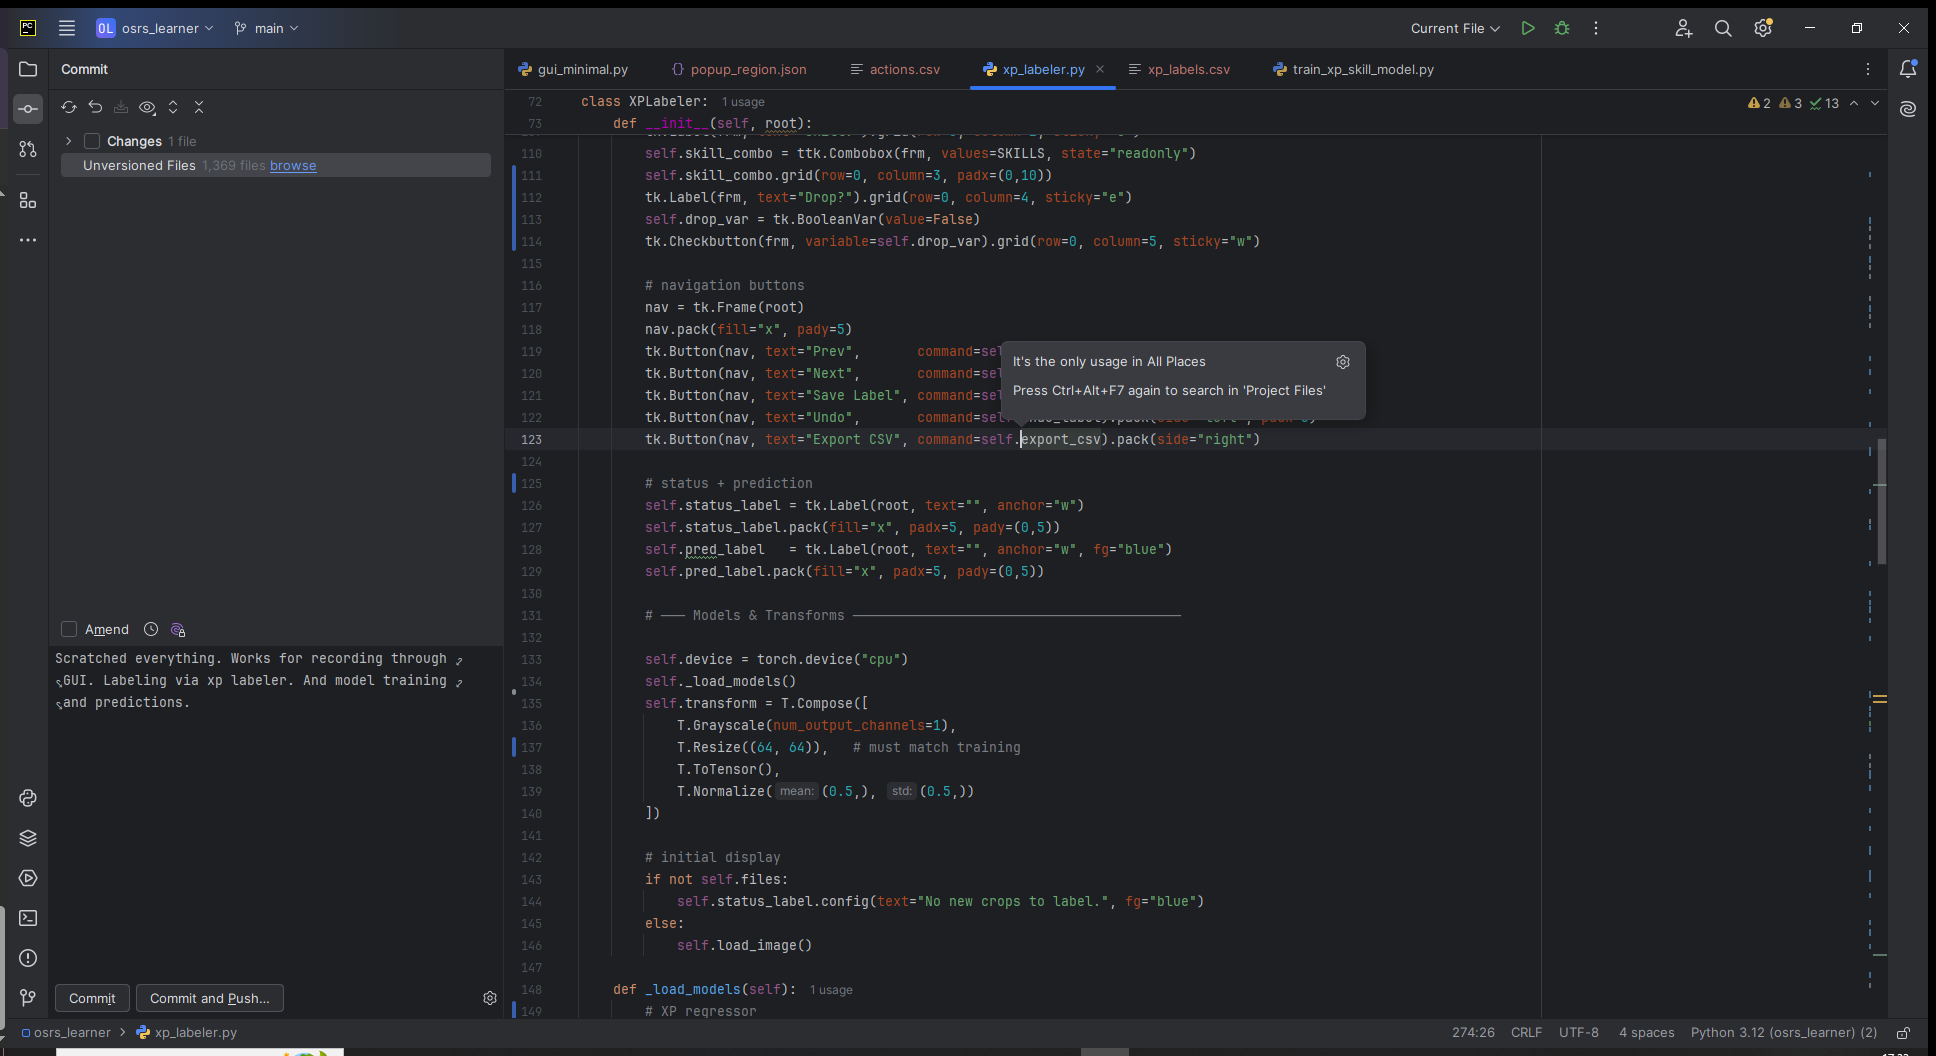 PC
OL osrs_learner
main
Current File
Commit
gui_minimal.py
popup_region.json
actions.csv
xp_labeler.py
xp_labels.csv
train_xp_skill_model.py
Changes 1 file
Unversioned Files 1,369 files browse
Amend
Scratched everything. Works for recording through
GUI. Labeling via xp labeler. And model training
and predictions.
Commit
Commit and Push...
72 class XPLabeler: 1 usage
2 3 13
73 def __init__(self, root):
110 self.skill_combo = ttk.Combobox(frm, values=SKILLS, state="readonly")
111 self.skill_combo.grid(row=0, column=3, padx=(0,10))
112 tk.Label(frm, text="Drop?").grid(row=0, column=4, sticky="e")
113 self.drop_var = tk.BooleanVar(value=False)
114 tk.Checkbutton(frm, variable=self.drop_var).grid(row=0, column=5, sticky="w")
115
116 # navigation buttons
117 nav = tk.Frame(root)
118 nav.pack(fill="x", pady=5)
119 tk.Button(nav, text="Prev", command=sel
120 tk.Button(nav, text="Next", command=sel
121 tk.Button(nav, text="Save Label", command=sel
122 tk.Button(nav, text="Undo", command=sel
It's the only usage in All Places
Press Ctrl+Alt+F7 again to search in 'Project Files'
123 tk.Button(nav, text="Export CSV", command=self.export_csv).pack(side="right")
124
125 # status + prediction
126 self.status_label = tk.Label(root, text="", anchor="w")
127 self.status_label.pack(fill="x", padx=5, pady=(0,5))
128 self.pred_label   = tk.Label(root, text="", anchor="w", fg="blue")
129 self.pred_label.pack(fill="x", padx=5, pady=(0,5))
130
131 # ─── Models & Transforms ─────────────────────────────────────────
132
133 self.device = torch.device("cpu")
134 self._load_models()
135 self.transform = T.Compose([
136 T.Grayscale(num_output_channels=1),
137 T.Resize((64, 64)),   # must match training
138 T.ToTensor(),
139 T.Normalize( mean: (0.5,), std: (0.5,))
140 ])
141
142 # initial display
143 if not self.files:
144 self.status_label.config(text="No new crops to label.", fg="blue")
145 else:
146 self.load_image()
147
148 def _load_models(self): 1 usage
149 # XP regressor
osrs_learner > xp_labeler.py
274:26 CRLF UTF-8 4 spaces Python 3.12 (osrs_learner) (2)